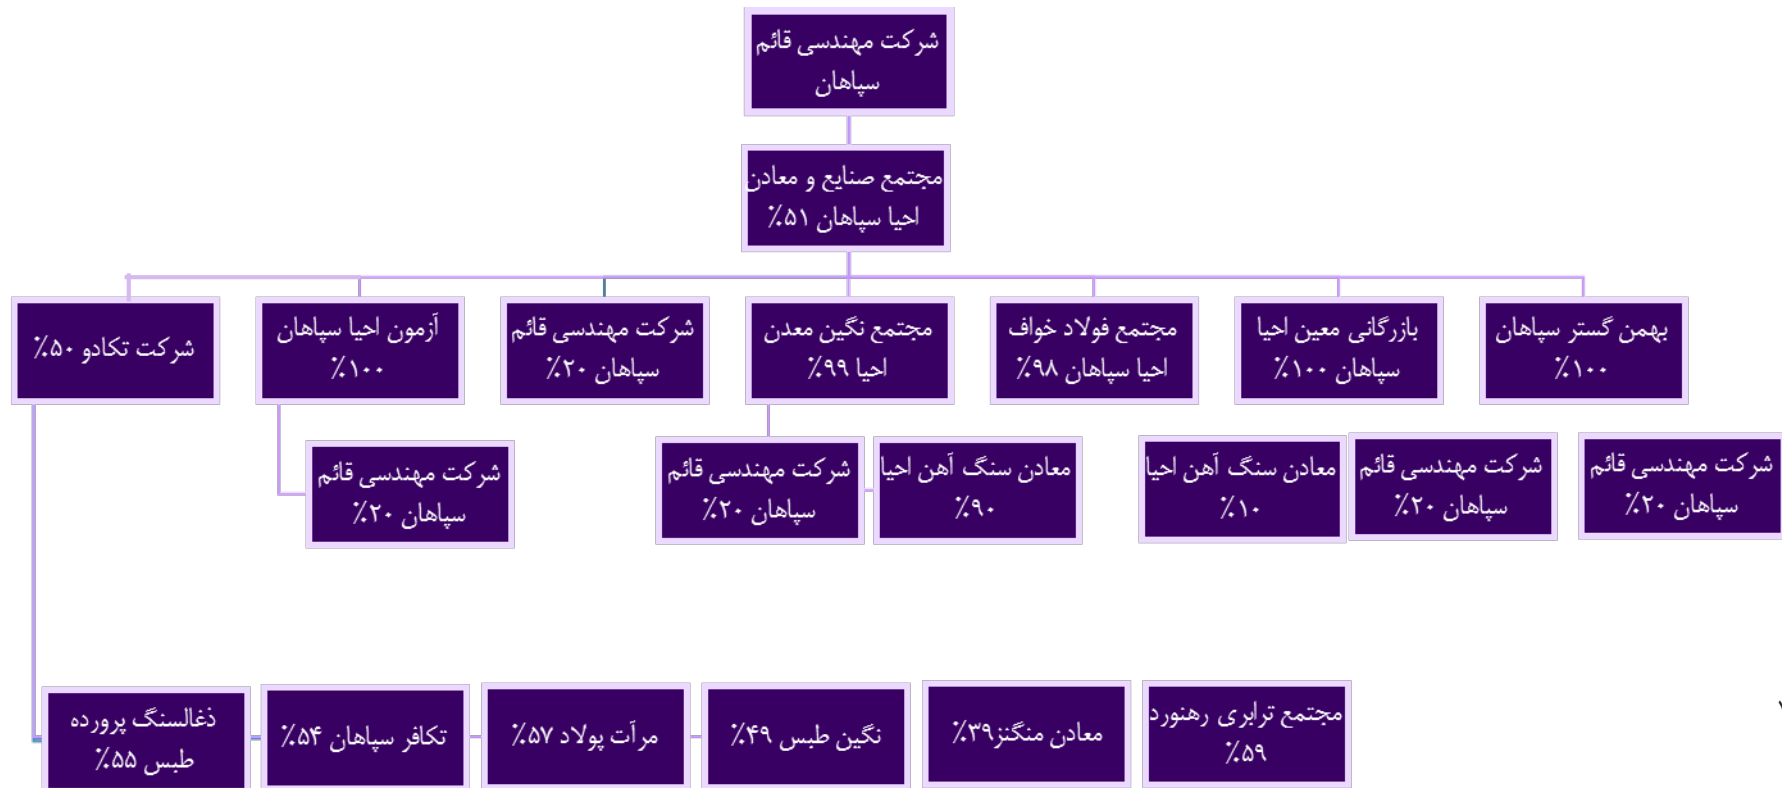 شرکت مهندسی قائم
سپاهان
مجتمع صنایع و معادن
احیا سپاهان ۵۱٪
بهمن گستر سپاهان
۱۰۰٪
بازرگانی معین احیا
سپاهان ۱۰۰٪
مجتمع فولاد خواف
احیا سپاهان ۹۸٪
مجتمع نگین معدن
احیا ۹۹٪
شرکت مهندسی قائم
سپاهان ۲۰٪
آزمون احیا سپاهان
۱۰۰٪
شرکت تکادو ۵۰٪
شرکت مهندسی قائم
سپاهان ۲۰٪
شرکت مهندسی قائم
سپاهان ۲۰٪
معادن سنگ آهن احیا
۱۰٪
معادن سنگ آهن احیا
۹۰٪
شرکت مهندسی قائم
سپاهان ۲۰٪
شرکت مهندسی قائم
سپاهان ۲۰٪
مجتمع ترابری رهنورد
۵۹٪
معادن منگنز۳۹٪
نگین طبس ۴۹٪
مرآت پولاد ۵۷٪
تکافر سپاهان ۵۴٪
ذغالسنگ پرورده
طبس ۵۵٪